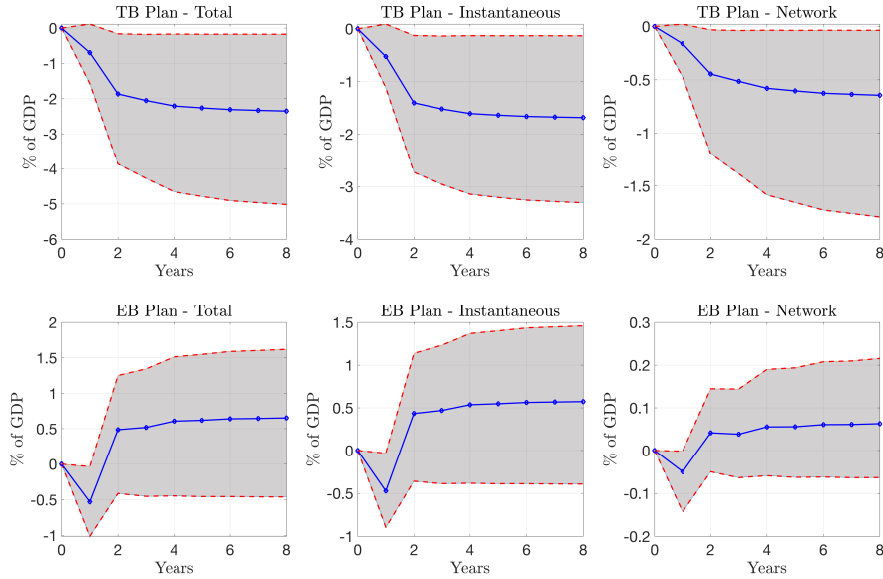 TB Plan - Total
TB Plan - Instantaneous
TB Plan - Network
% of GDP
0
-1
-2
-3
-4
-5
-6
0 2 4 6 8
Years
% of GDP
0
-1
-2
-3
-4
0 2 4 6 8
Years
% of GDP
0
-0.5
-1
-1.5
-2
0 2 4 6 8
Years
EB Plan - Total
EB Plan - Instantaneous
EB Plan - Network
% of GDP
2
1.5
1
0.5
0
-0.5
-1
0 2 4 6 8
Years
% of GDP
1.5
1
0.5
0
-0.5
-1
0 2 4 6 8
Years
% of GDP
0.3
0.2
0.1
0
-0.1
-0.2
0 2 4 6 8
Years